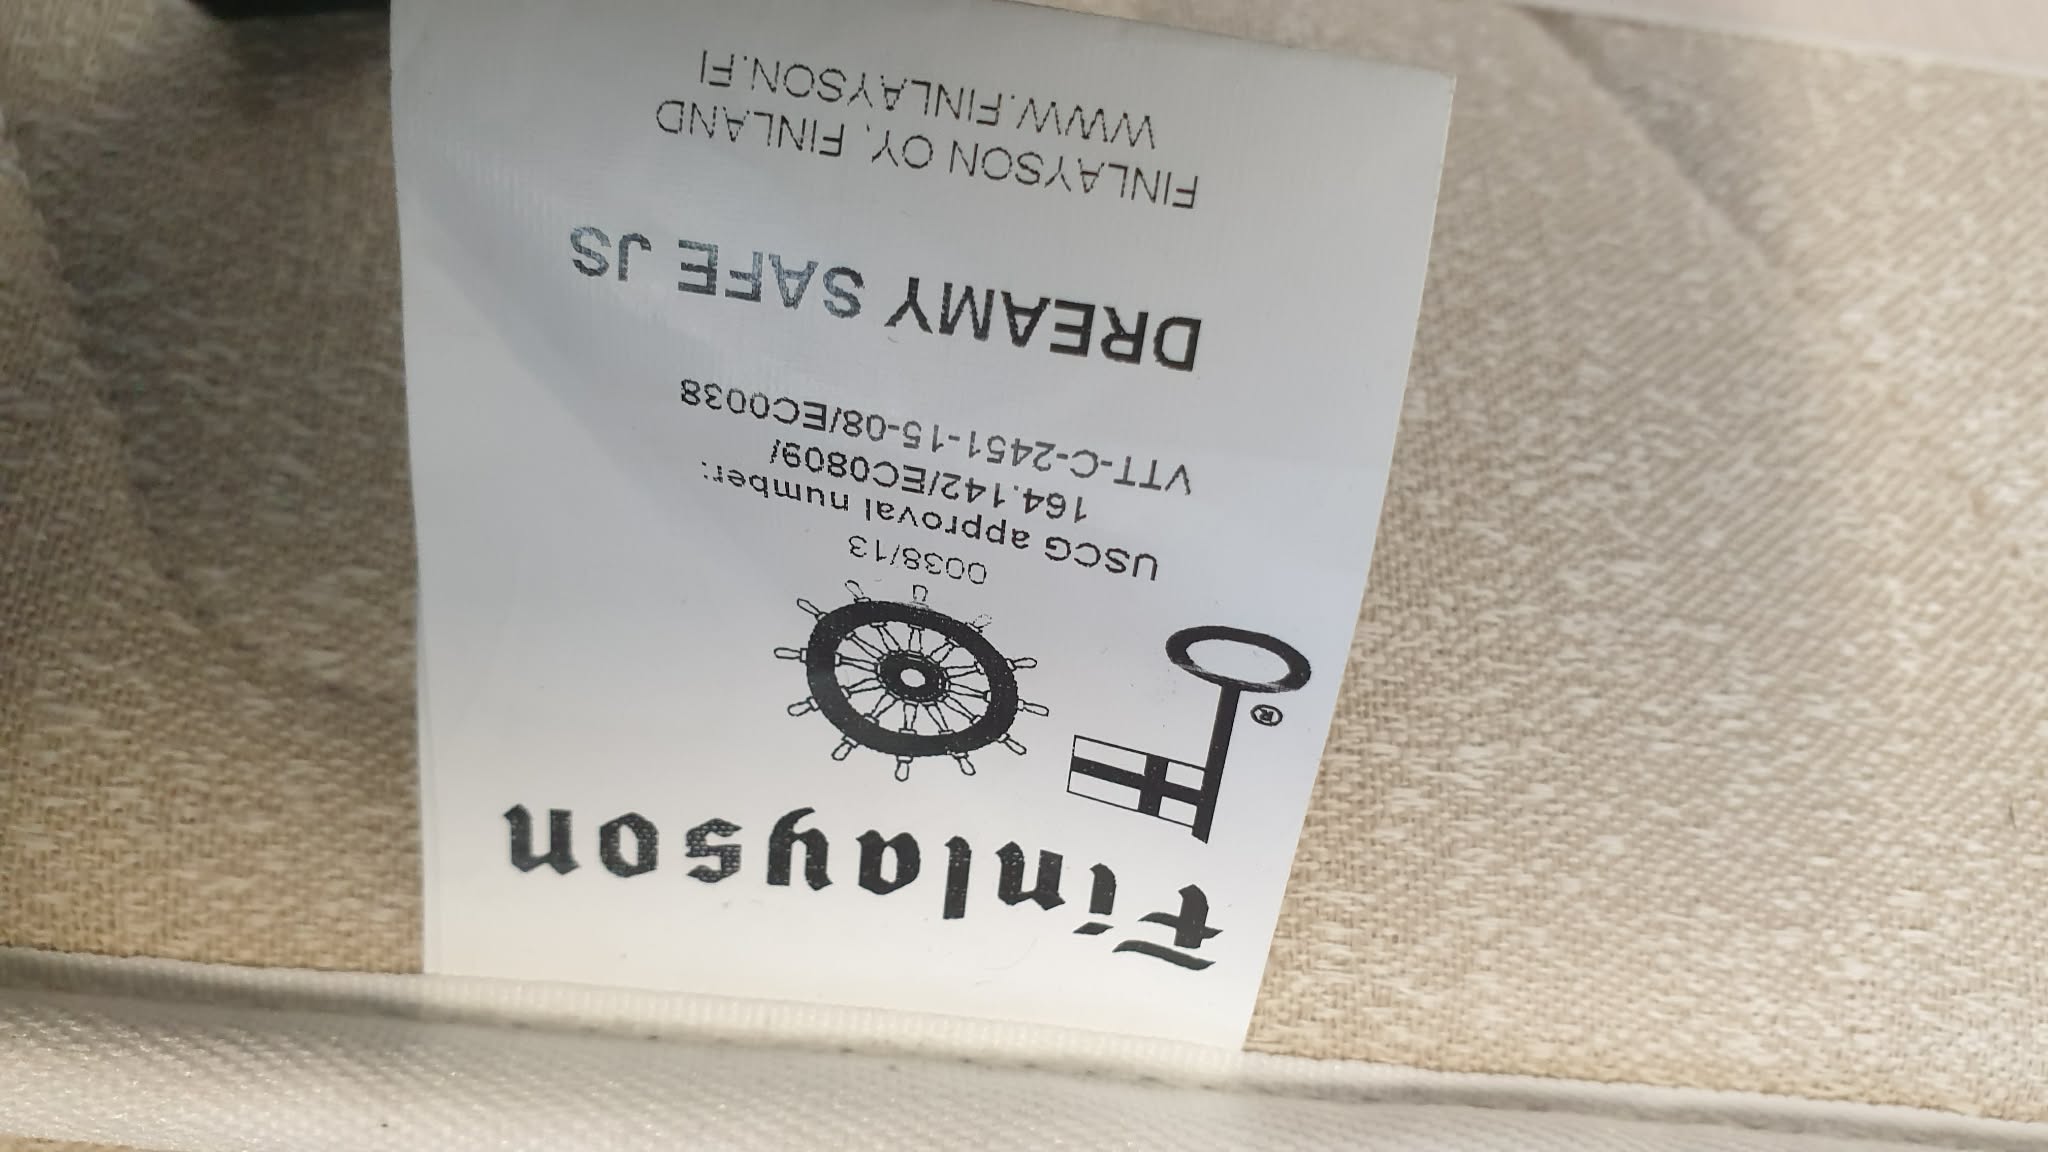 Finlayson
®
0038/13
USCG approval number:
164.142/EC0809/
VTT-C-2451-15-08/EC0038
DREAMY SAFE JS
FINLAYSON OY, FINLAND
WWW.FINLAYSON.FI